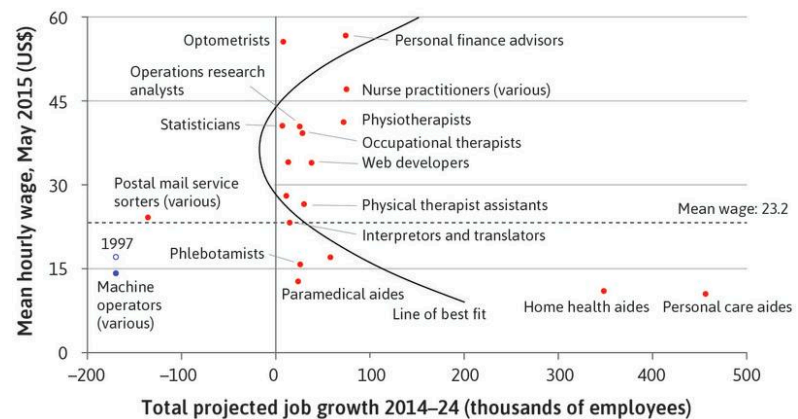 Mean hourly wage, May 2015 (US$)
60
45
30
15
0
Optometrists
Personal finance advisors
Operations research
analysts
Nurse practitioners (various)
Statisticians
Physiotherapists
Occupational therapists
Web developers
Postal mail service
sorters (various)
Physical therapist assistants
Mean wage: 23.2
Interpretors and translators
1997
Phlebotamists
Machine
operators
(various)
Paramedical aides
Line of best fit
Home health aides
Personal care aides
−200
−100
0
100
200
300
400
500
Total projected job growth 2014–24 (thousands of employees)